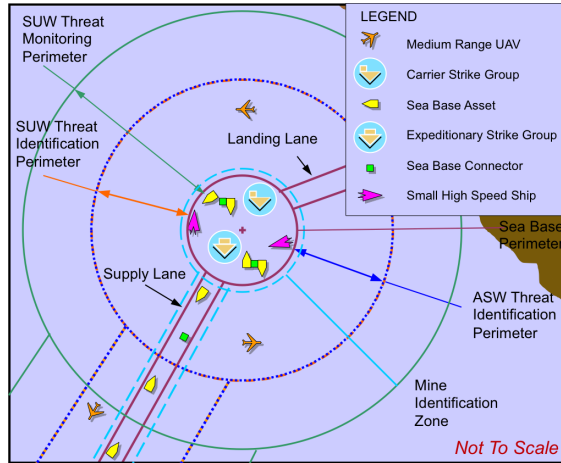 SUW Threat
Monitoring
Perimeter
SUW Threat
Identification
Perimeter
Landing Lane
Supply Lane
LEGEND
Medium Range UAV
Carrier Strike Group
Sea Base Asset
Expeditionary Strike Group
Sea Base Connector
Small High Speed Ship
Sea Base
Perimeter
ASW Threat
Identification
Perimeter
Mine
Identification
Zone
Not To Scale